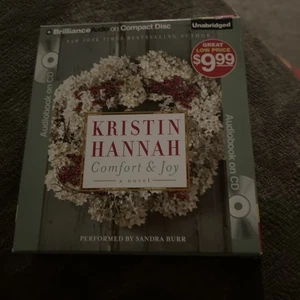 Brilliance Audio on Compact Disc
Unabridged
NEW YORK TIMES BESTSELLING AUTHOR
GREAT
LOW PRICE
$9.99
Audiobook on CD
KRISTIN
HANNAH
Comfort & Joy
a novel
Audiobook on CD
PERFORMED BY SANDRA BURR